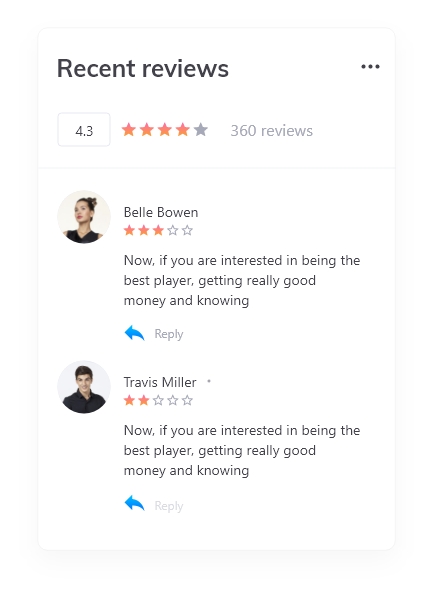 Recent reviews
4.3
360 reviews
Belle Bowen
Now, if you are interested in being the
best player, getting really good
money and knowing
Reply
Travis Miller
Now, if you are interested in being the
best player, getting really good
money and knowing
Reply